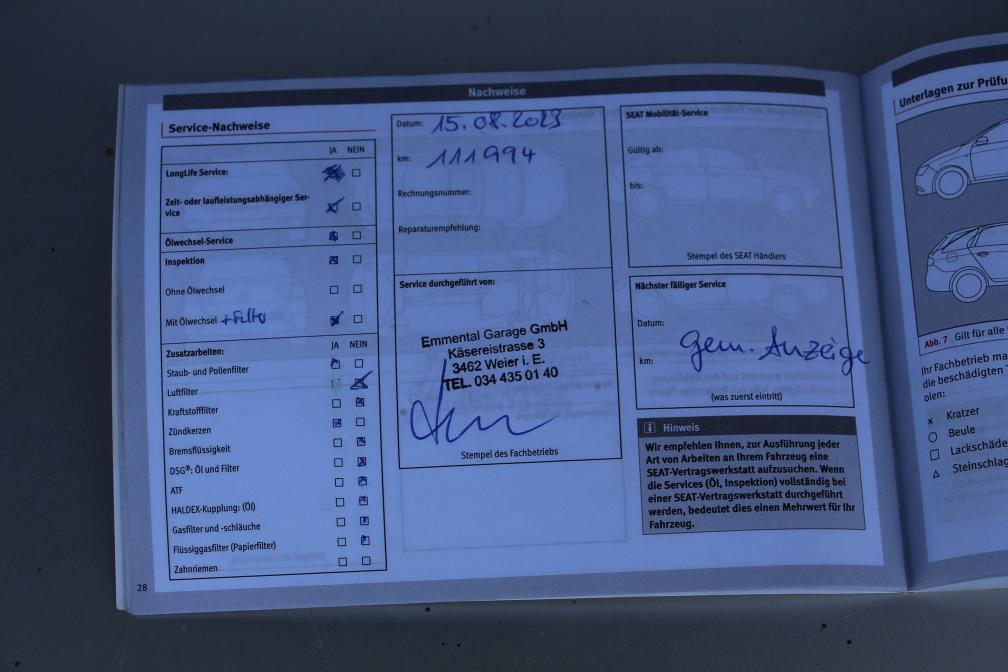 Nachweise
Service-Nachweise
JA NEIN
LongLife Service:
Zeit- oder laufleistungsabhängiger Ser-
vice
Ölwechsel-Service
Inspektion
Ohne Ölwechsel
Mit Ölwechsel + Filter
Zusatzarbeiten: JA NEIN
Staub- und Pollenfilter
Luftfilter
Kraftstofffilter
Zündkerzen
Bremsflüssigkeit
DSG®: Öl und Filter
ATF
HALDEX-Kupplung: (Öl)
Gasfilter und -schläuche
Flüssiggasfilter (Papierfilter)
Zahnriemen
28
Datum: 15.08.2023
km: 111994
Rechnungsnummer:
Reparaturempfehlung:
Service durchgeführt von:
Emmental Garage GmbH
Käsereistrasse 3
3462 Weier i. E.
TEL. 034 435 01 40
Stempel des Fachbetriebs
SEAT Mobilität-Service
Gültig ab:
bis:
Stempel des SEAT Händlers
Nächster fälliger Service
Datum:
km: Gem. Anzeige
(was zuerst eintritt)
i Hinweis
Wir empfehlen Ihnen, zur Ausführung jeder
Art von Arbeiten an Ihrem Fahrzeug eine
SEAT-Vertragswerkstatt aufzusuchen. Wenn
die Services (Öl, Inspektion) vollständig bei
einer SEAT-Vertragswerkstatt durchgeführt
werden, bedeutet dies einen Mehrwert für Ihr
Fahrzeug.
Unterlagen zur Prüfu
Abb. 7 Gilt für alle
Ihr Fachbetrieb ma
die beschädigten T
olen:
x Kratzer
○ Beule
□ Lackschäde
△ Steinschlag